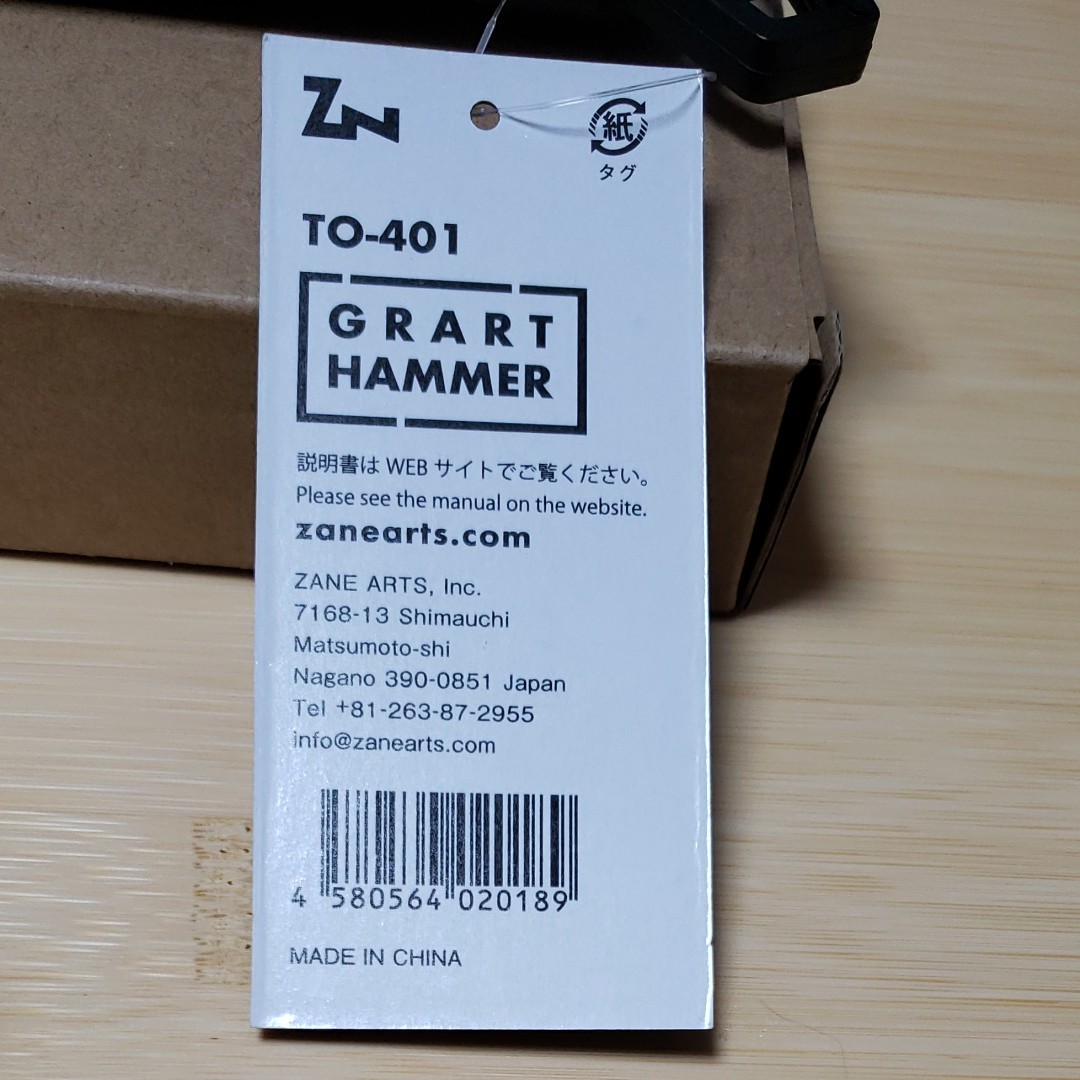 ZN
紙
タグ
TO-401
GRART
HAMMER
説明書は WEB サイトでご覧ください。
Please see the manual on the website.
zanearts.com
ZANE ARTS, Inc.
7168-13 Shimauchi
Matsumoto-shi
Nagano 390-0851 Japan
Tel +81-263-87-2955
info@zanearts.com
4 580564 020189
MADE IN CHINA